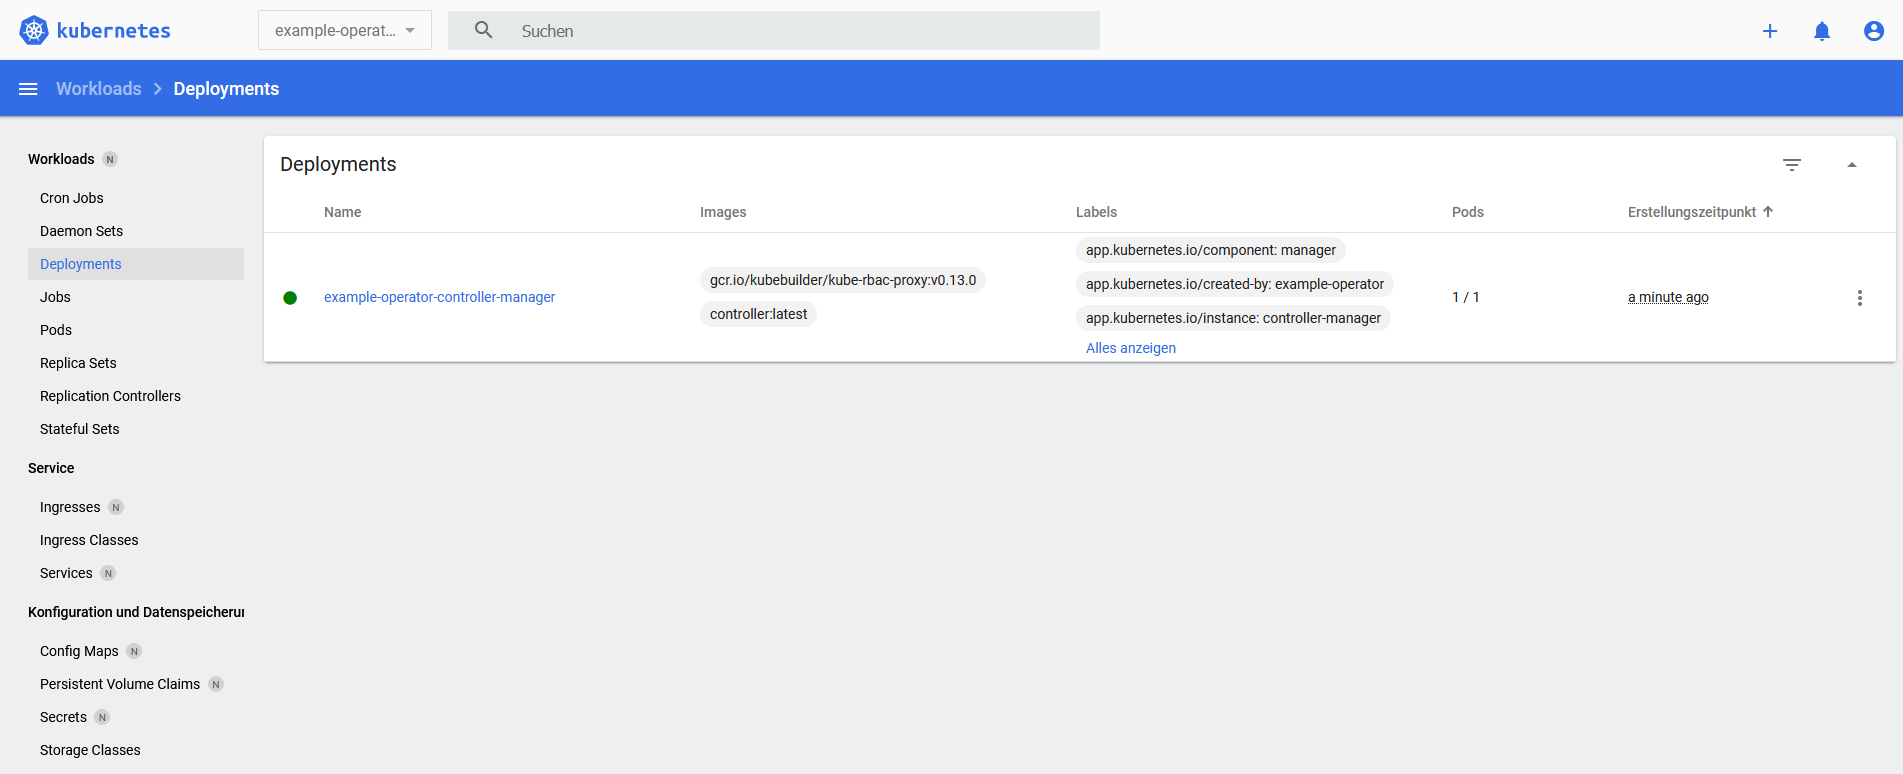 kubernetes
example-operat...
Suchen
Workloads > Deployments
Workloads N
Cron Jobs
Daemon Sets
Deployments
Jobs
Pods
Replica Sets
Replication Controllers
Stateful Sets
Service
Ingresses N
Ingress Classes
Services N
Konfiguration und Datenspeicheru
Config Maps N
Persistent Volume Claims N
Secrets N
Storage Classes
Deployments
Name Images Labels Pods Erstellungszeitpunkt
example-operator-controller-manager
gcr.io/kubebuilder/kube-rbac-proxy:v0.13.0
controller:latest
app.kubernetes.io/component: manager
app.kubernetes.io/created-by: example-operator
app.kubernetes.io/instance: controller-manager
Alles anzeigen
1 / 1
a minute ago